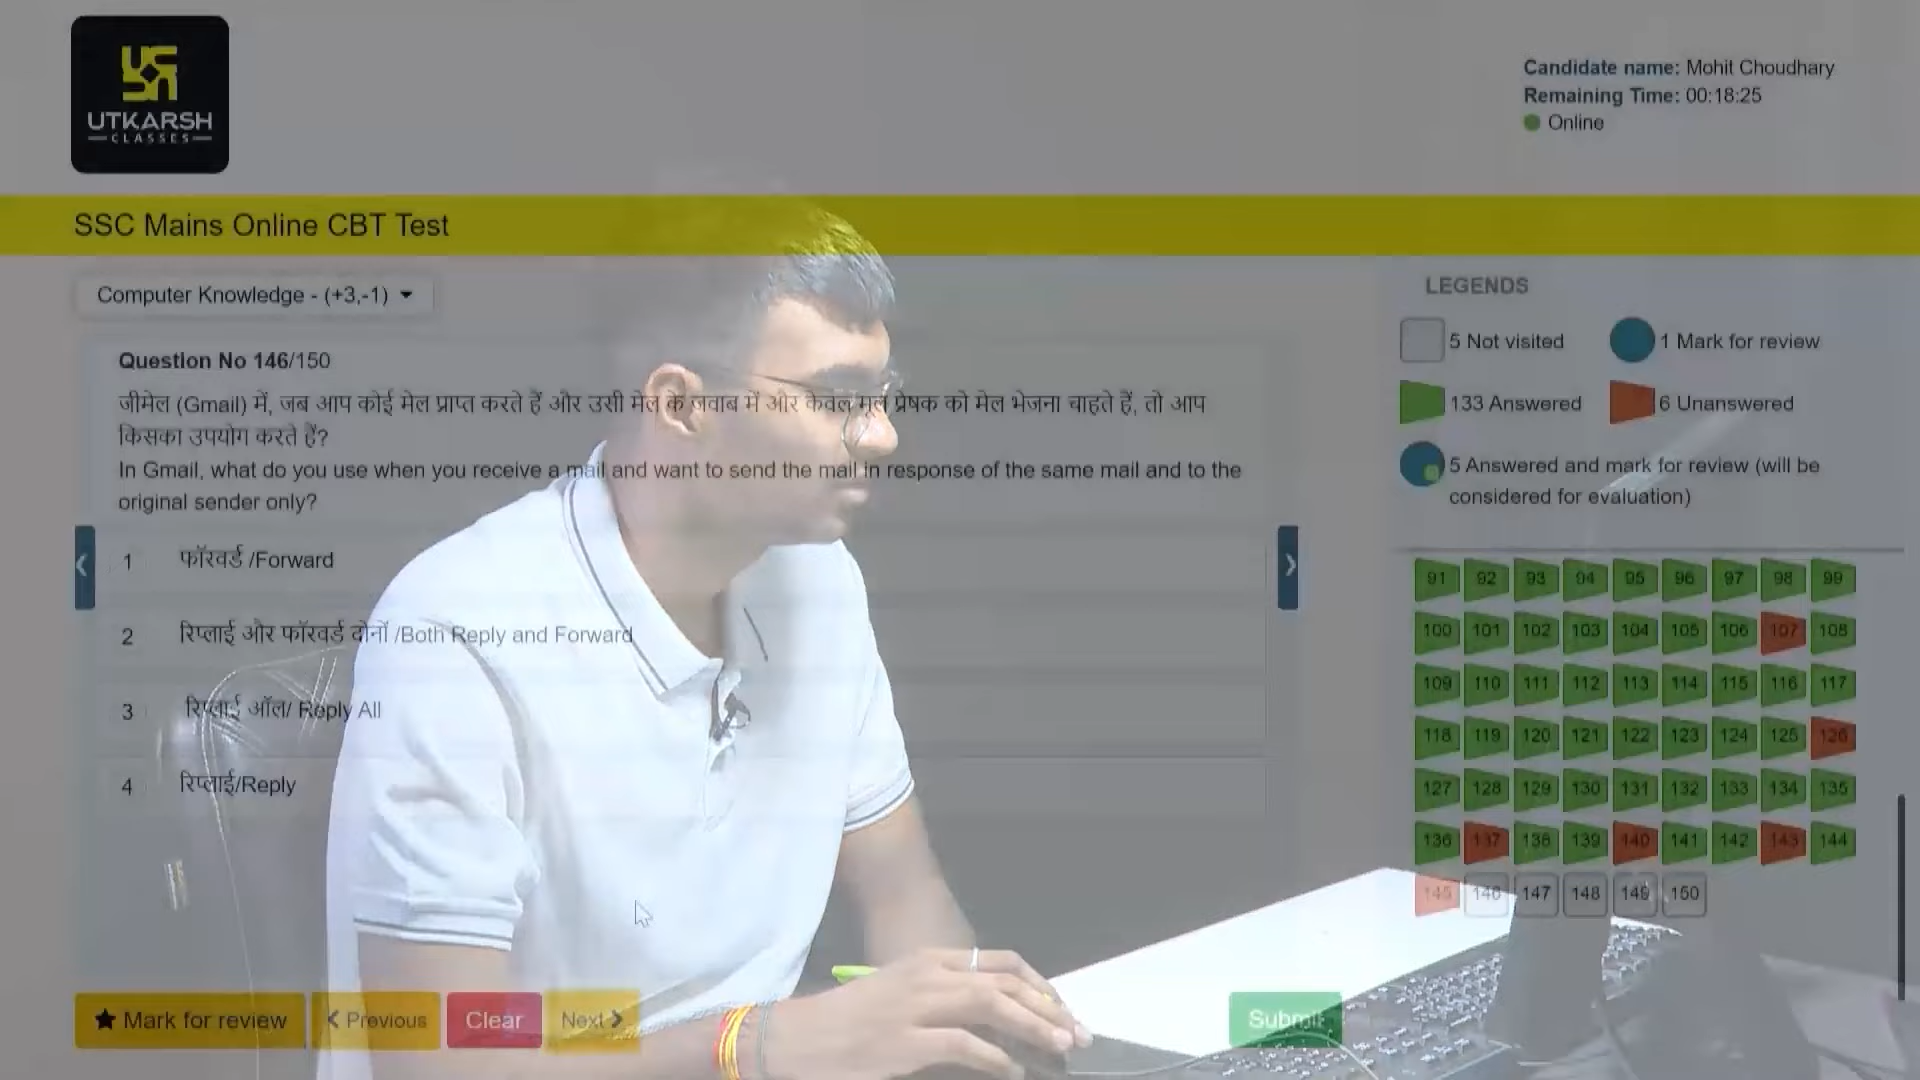 UTKARSH
CLASSES
Candidate name: Mohit Choudhary
Remaining Time: 00:18:25
Online
SSC Mains Online CBT Test
Computer Knowledge - (+3,-1)
Question No 146/150
जीमेल (Gmail) में, जब आप कोई मेल प्राप्त करते हैं और उसी मेल के जवाब में और केवल मूल प्रेषक को मेल भेजना चाहते हैं, तो आप
किसका उपयोग करते हैं?
In Gmail, what do you use when you receive a mail and want to send the mail in response of the same mail and to the
original sender only?
1 फॉरवर्ड /Forward
2 रिप्लाई और फॉरवर्ड दोनों /Both Reply and Forward
3 रिप्लाई ऑल/ Reply All
4 रिप्लाई/Reply
Mark for review
Previous
Clear
Next
Submit
LEGENDS
5 Not visited
1 Mark for review
133 Answered
6 Unanswered
5 Answered and mark for review (will be
considered for evaluation)
91 92 93 94 95 96 97 98 99
100 101 102 103 104 105 106 107 108
109 110 111 112 113 114 115 116 117
118 119 120 121 122 123 124 125 126
127 128 129 130 131 132 133 134 135
136 137 138 139 140 141 142 143 144
145 146 147 148 149 150